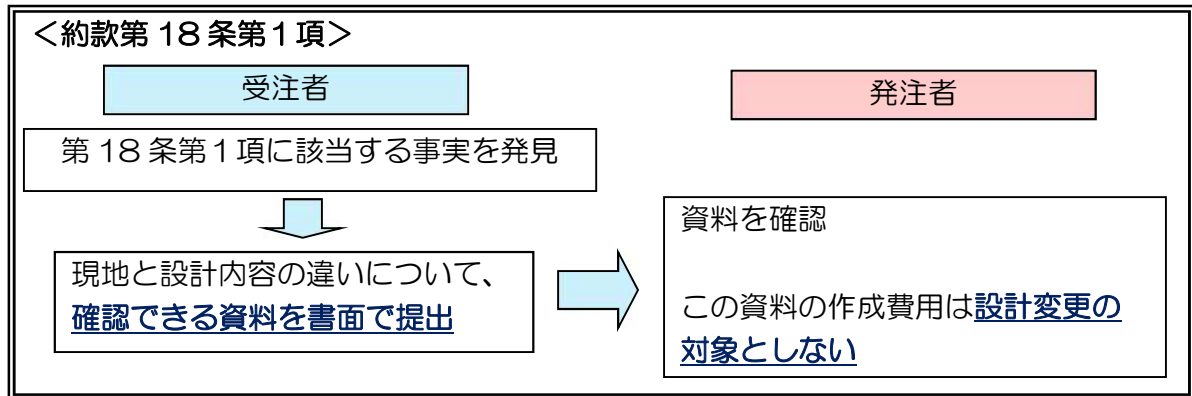 <約款第 18 条第1項>
受注者
発注者
第 18 条第1項に該当する事実を発見
現地と設計内容の違いについて、
確認できる資料を書面で提出
資料を確認
この資料の作成費用は設計変更の
対象としない